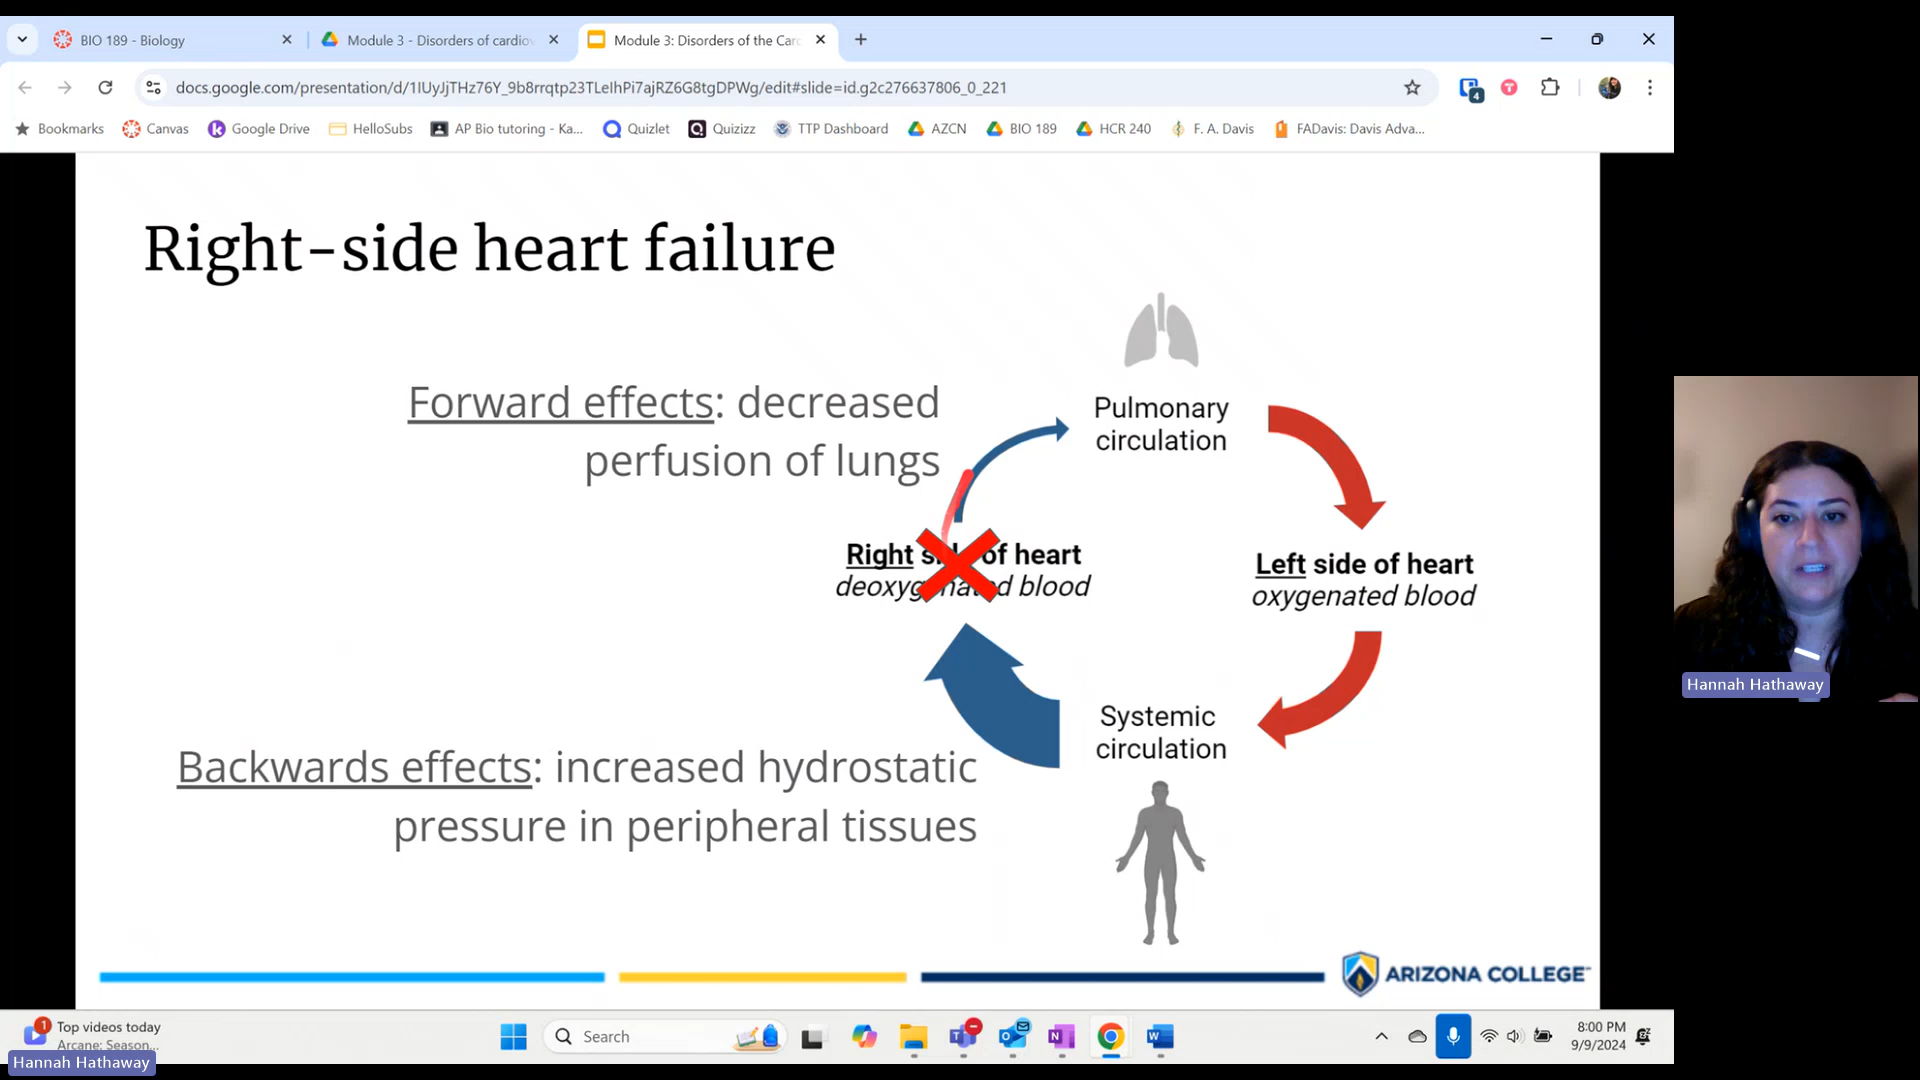 BIO 189 - Biology
Module 3 - Disorders of cardiov
Module 3: Disorders of the Car
docs.google.com/presentation/d/1IUyJjTHz76Y_9b8rrqtp23TLeIhPi7ajRZ6G8tgDPWg/edit#slide=id.g2c276637806_0_221
4
T
Bookmarks
Canvas
Google Drive
HelloSubs
AP Bio tutoring - Ka...
Quizlet
Quizizz
TTP Dashboard
AZCN
BIO 189
HCR 240
F. A. Davis
FADavis: Davis Adva...
Right-side heart failure
Forward effects: decreased
perfusion of lungs
Pulmonary
circulation
Right side of heart
deoxygenated blood
Left side of heart
oxygenated blood
Systemic
circulation
Backwards effects: increased hydrostatic
pressure in peripheral tissues
ARIZONA COLLEGE
Hannah Hathaway
1
Top videos today
Arcane: Season...
Search
8:00 PM
9/9/2024
Hannah Hathaway